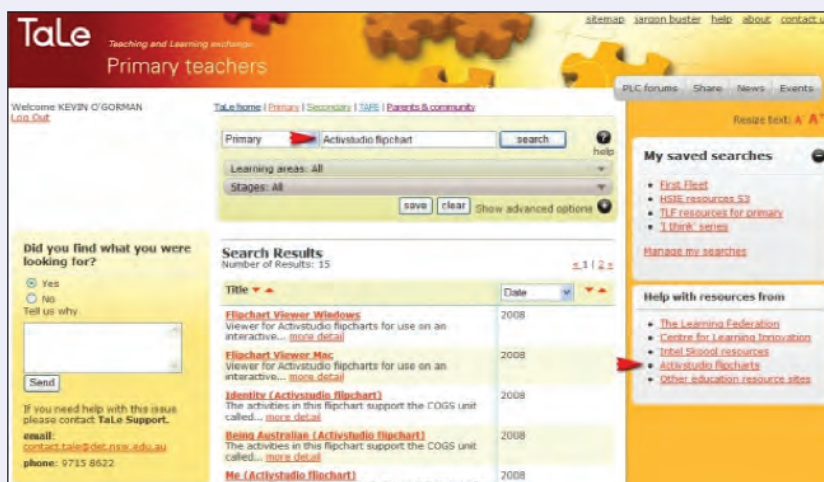 TaLe
Teaching and Learning exchange
Primary teachers
sitemap jargon buster help about contact u
PLC forums Share News Events
Welcome KEVIN O'GORMAN
Log Out
TaLe home | Primary | Secondary | TAFE | Parents & community
Resize text: A A
Primary
Activstudio flipchart
search
help
Learning areas: All
Stages: All
save clear Show advanced options
My saved searches
First Fleet
HSIE resources S3
TLF resources for primary
'I think' series
Manage my searches
Did you find what you were
looking for?
Yes
No
Tell us why
Send
If you need help with this issue
please contact TaLe Support.
email:
contact.tale@det.nsw.edu.au
phone: 9715 8622
Search Results
Number of Results: 15
« 1 | 2 »
Title
Date
Flipchart Viewer Windows
Viewer for Activstudio flipcharts for use on an
interactive... more detail
2008
Flipchart Viewer Mac
Viewer for Activstudio flipcharts for use on an
interactive... more detail
2008
Identity (Activstudio flipchart)
The activities in this flipchart support the COGS unit
called... more detail
2008
Being Australian (Activstudio flipchart)
The activities in this flipchart support the COGS unit
called... more detail
2008
Me (Activstudio flipchart)
2008
Help with resources from
The Learning Federation
Centre for Learning Innovation
Intel Skool resources
Activstudio flipcharts
Other education resource sites